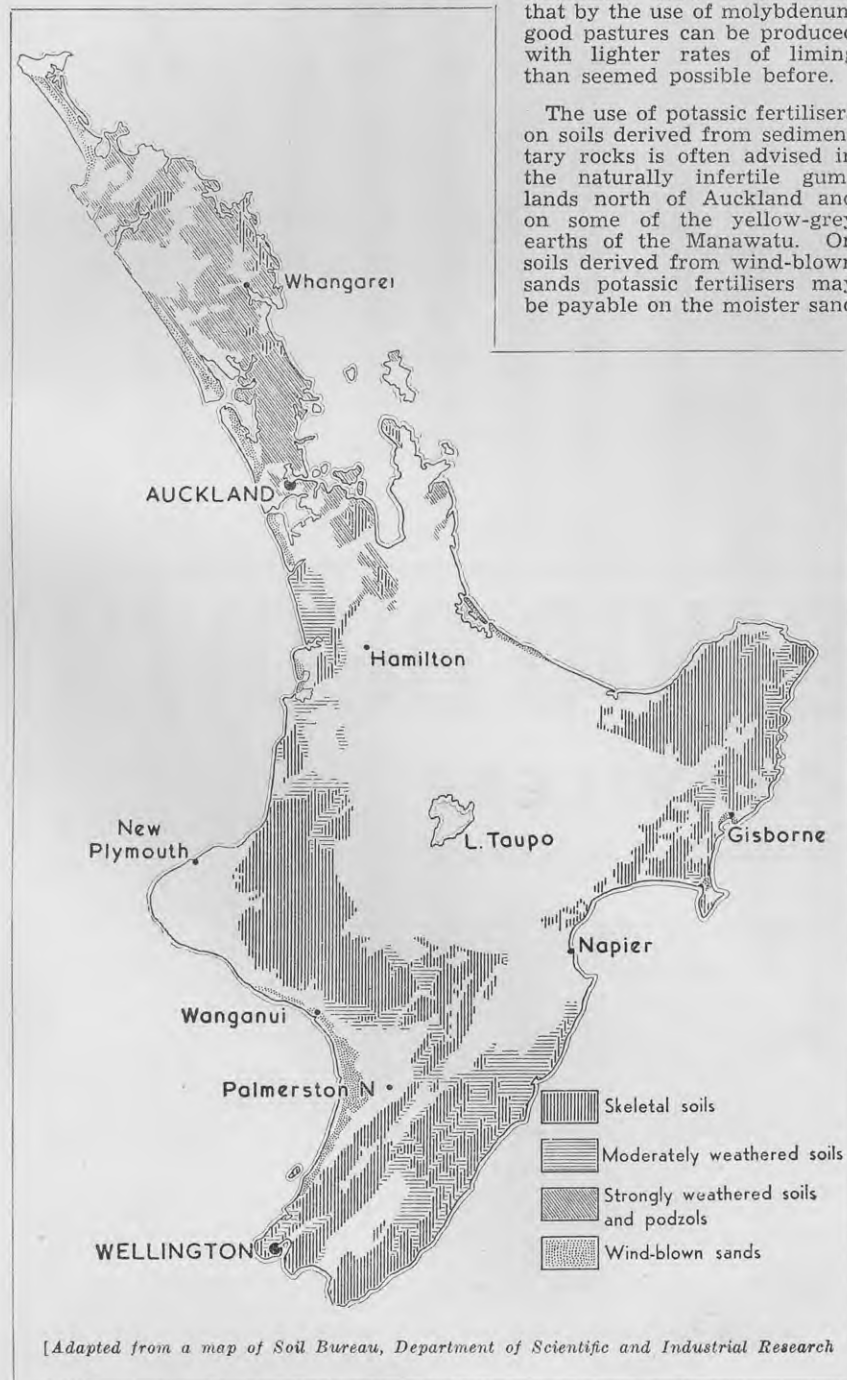 that by the use of molybdenum
good pastures can be produced
with lighter rates of liming
than seemed possible before.
The use of potassic fertilisers
on soils derived from sedimen
tary rocks is often advised in
the naturally infertile gum
lands north of Auckland and
on some of the yellow-grey
earths of the Manawatu. On
soils derived from wind-blown
sands potassic fertilisers may
be payable on the moister sand
Whangarei
AUCKLAND
Hamilton
New
Plymouth
L. Taupo
Gisborne
Napier
Wanganui
Palmerston N
WELLINGTON
Skeletal soils
Moderately weathered soils
Strongly weathered soils
and podzols
Wind-blown sands
[Adapted from a map of Soil Bureau, Department of Scientific and Industrial Research